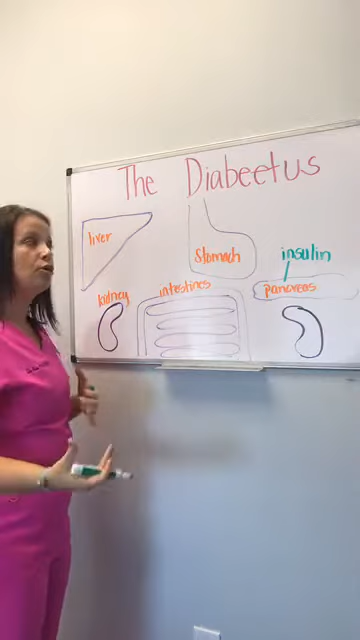 The Diabeetus
liver
Stomach
insulin
kidney
intestines
pancreas